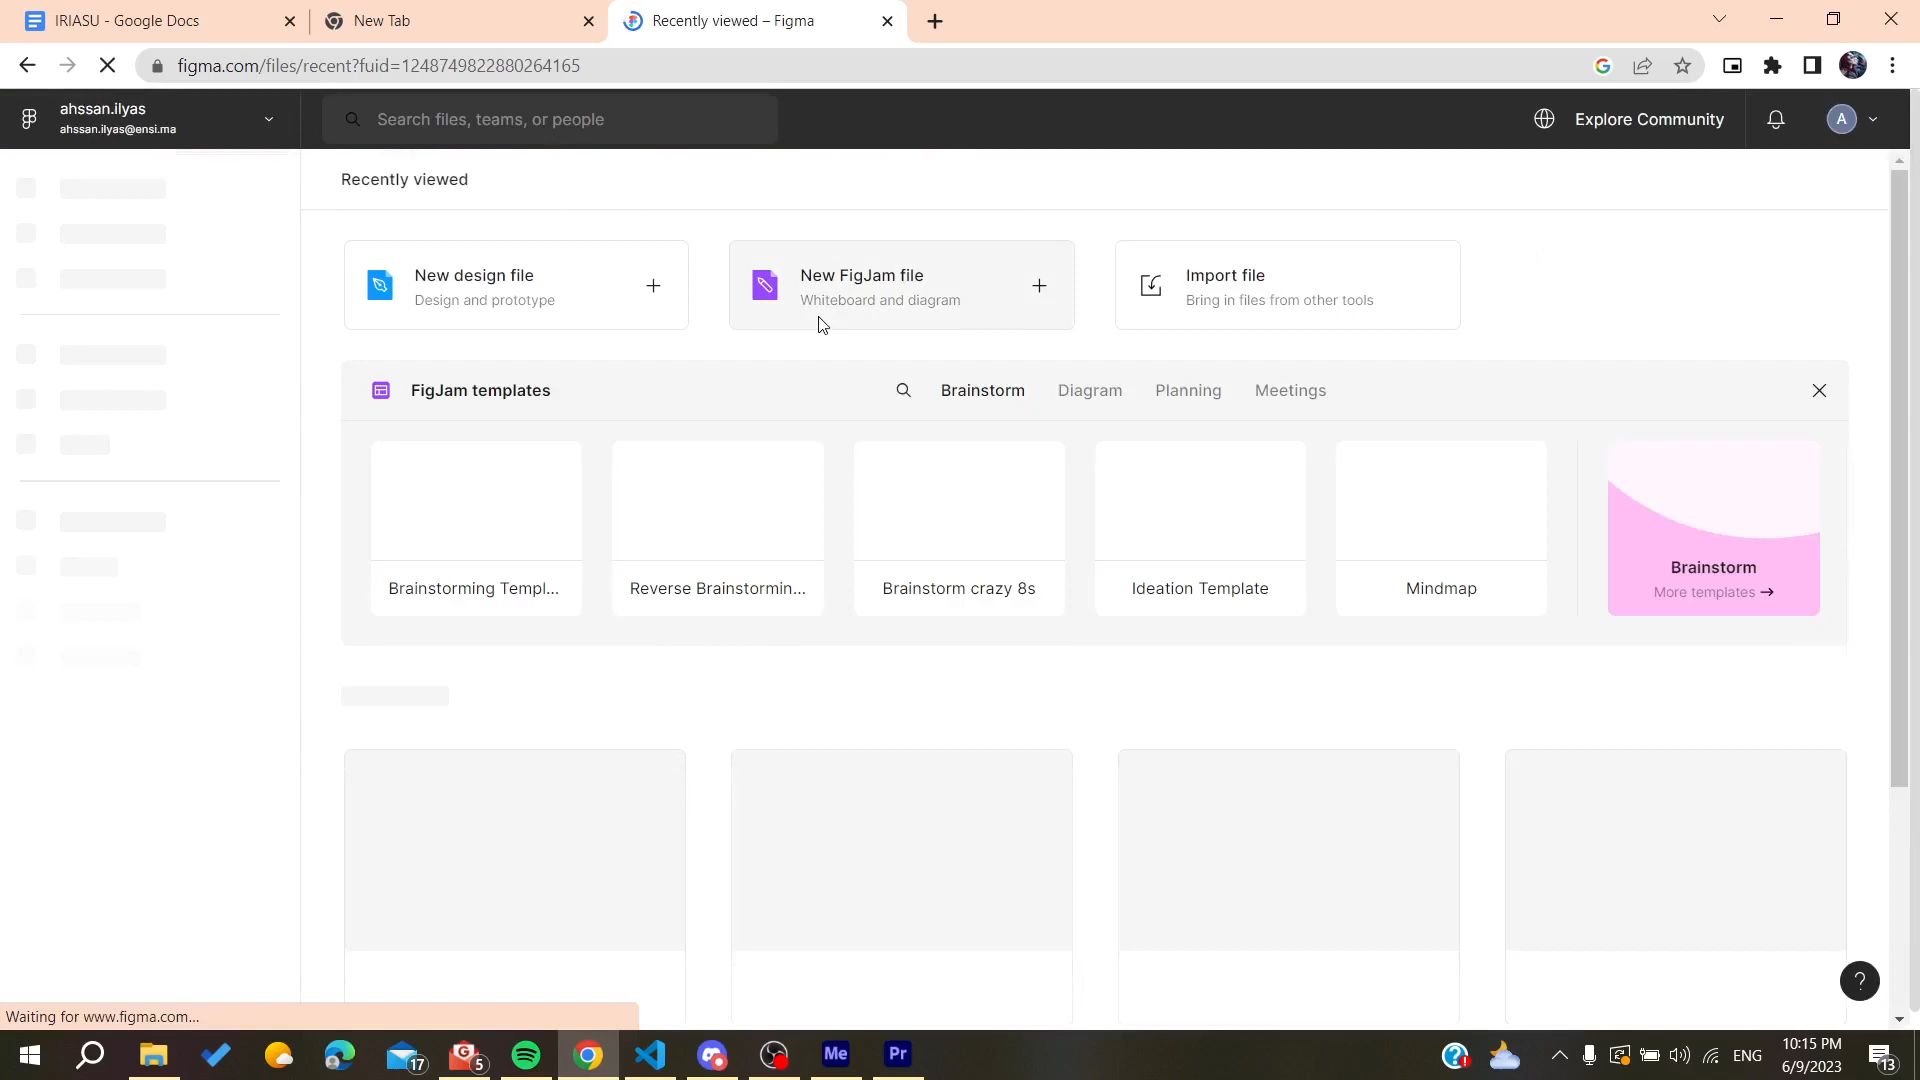 IRIASU - Google Docs
New Tab
Recently viewed – Figma
figma.com/files/recent?fuid=1248749822880264165
ahssan.ilyas
ahssan.ilyas@ensi.ma
Search files, teams, or people
Explore Community
A
Recently viewed
New design file
Design and prototype
New FigJam file
Whiteboard and diagram
Import file
Bring in files from other tools
FigJam templates
Brainstorm
Diagram
Planning
Meetings
Brainstorming Templ...
Reverse Brainstormin...
Brainstorm crazy 8s
Ideation Template
Mindmap
Brainstorm
More templates →
?
Waiting for www.figma.com...
17
5
Me
Pr
ENG
10:15 PM
6/9/2023
13